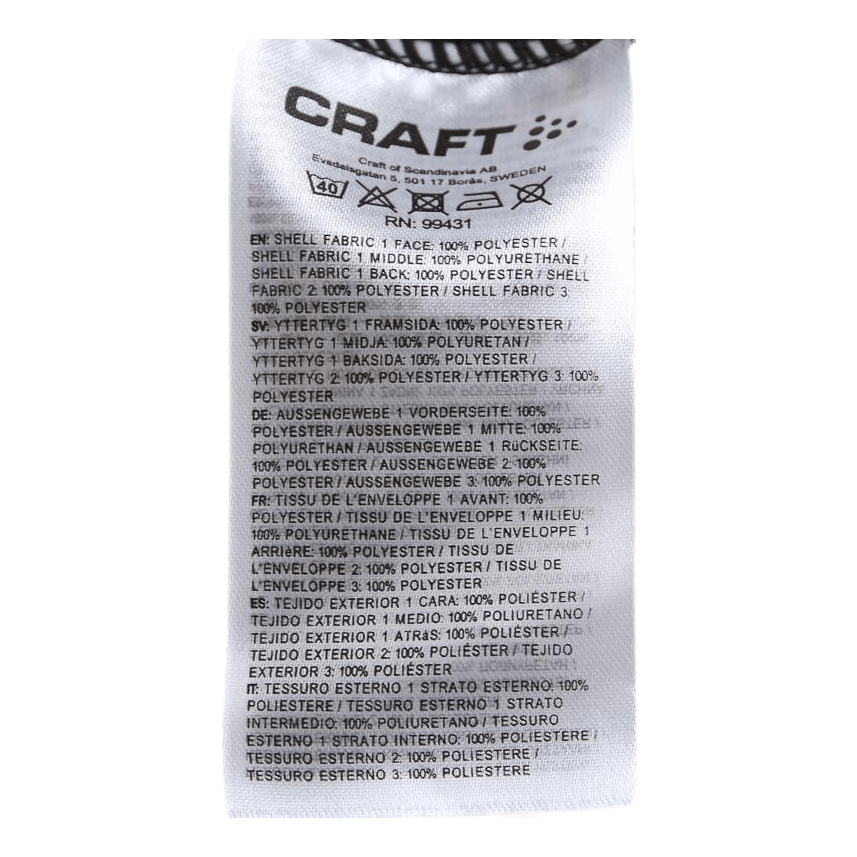 CRAFT
Craft of Scandinavia AB
Evedalsgatan 5, 501 17 Borås, SWEDEN
40
RN: 99431
EN: SHELL FABRIC 1 FACE: 100% POLYESTER /
SHELL FABRIC 1 MIDDLE: 100% POLYURETHANE /
SHELL FABRIC 1 BACK: 100% POLYESTER / SHELL
FABRIC 2: 100% POLYESTER / SHELL FABRIC 3:
100% POLYESTER
SV: YTTERTYG 1 FRAMSIDA: 100% POLYESTER /
YTTERTYG 1 MIDJA: 100% POLYURETAN /
YTTERTYG 1 BAKSIDA: 100% POLYESTER /
YTTERTYG 2: 100% POLYESTER / YTTERTYG 3: 100%
POLYESTER
DE: AUSSENGEWEBE 1 VORDERSEITE: 100%
POLYESTER / AUSSENGEWEBE 1 MITTE: 100%
POLYURETHAN / AUSSENGEWEBE 1 RüCKSEITE:
100% POLYESTER / AUSSENGEWEBE 2: 100%
POLYESTER / AUSSENGEWEBE 3: 100% POLYESTER
FR: TISSU DE L'ENVELOPPE 1 AVANT: 100%
POLYESTER / TISSU DE L'ENVELOPPE 1 MILIEU:
100% POLYURETHANE / TISSU DE L'ENVELOPPE 1
ARRIèRE: 100% POLYESTER / TISSU DE
L'ENVELOPPE 2: 100% POLYESTER / TISSU DE
L'ENVELOPPE 3: 100% POLYESTER
ES: TEJIDO EXTERIOR 1 CARA: 100% POLIÉSTER /
TEJIDO EXTERIOR 1 MEDIO: 100% POLIURETANO /
TEJIDO EXTERIOR 1 ATRáS: 100% POLIÉSTER /
TEJIDO EXTERIOR 2: 100% POLIÉSTER / TEJIDO
EXTERIOR 3: 100% POLIÉSTER
IT: TESSURO ESTERNO 1 STRATO ESTERNO: 100%
POLIESTERE / TESSURO ESTERNO 1 STRATO
INTERMEDIO: 100% POLIURETANO / TESSURO
ESTERNO 1 STRATO INTERNO: 100% POLIESTERE /
TESSURO ESTERNO 2: 100% POLIESTERE /
TESSURO ESTERNO 3: 100% POLIESTERE